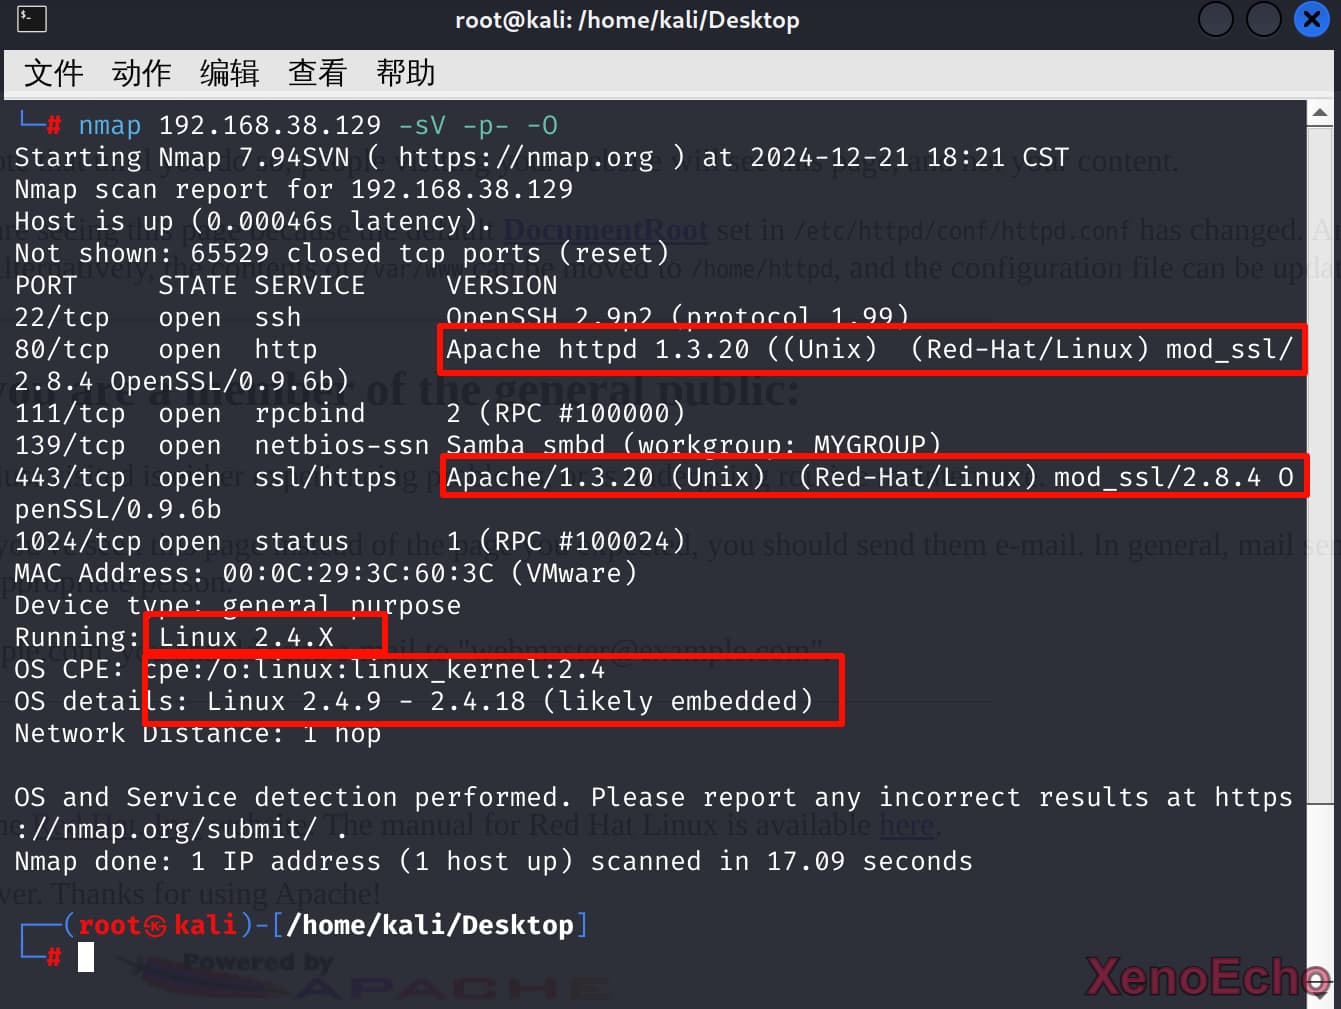 root@kali: /home/kali/Desktop
文件 动作 编辑 查看 帮助
└─# nmap 192.168.38.129 -sV -p- -O
Starting Nmap 7.94SVN ( https://nmap.org ) at 2024-12-21 18:21 CST
Nmap scan report for 192.168.38.129
Host is up (0.00046s latency).
Not shown: 65529 closed tcp ports (reset)
PORT STATE SERVICE VERSION
22/tcp open ssh OpenSSH 2.9p2 (protocol 1.99)
80/tcp open http Apache httpd 1.3.20 ((Unix) (Red-Hat/Linux) mod_ssl/
2.8.4 OpenSSL/0.9.6b)
111/tcp open rpcbind 2 (RPC #100000)
139/tcp open netbios-ssn Samba smbd (workgroup: MYGROUP)
443/tcp open ssl/https Apache/1.3.20 (Unix) (Red-Hat/Linux) mod_ssl/2.8.4 O
penSSL/0.9.6b
1024/tcp open status 1 (RPC #100024)
MAC Address: 00:0C:29:3C:60:3C (VMware)
Device type: general purpose
Running: Linux 2.4.X
OS CPE: cpe:/o:linux:linux_kernel:2.4
OS details: Linux 2.4.9 - 2.4.18 (likely embedded)
Network Distance: 1 hop
OS and Service detection performed. Please report any incorrect results at https
://nmap.org/submit/ .
Nmap done: 1 IP address (1 host up) scanned in 17.09 seconds
┌──(root㉿kali)-[/home/kali/Desktop]
└─#
Powered by
APACHE
XenoEcho